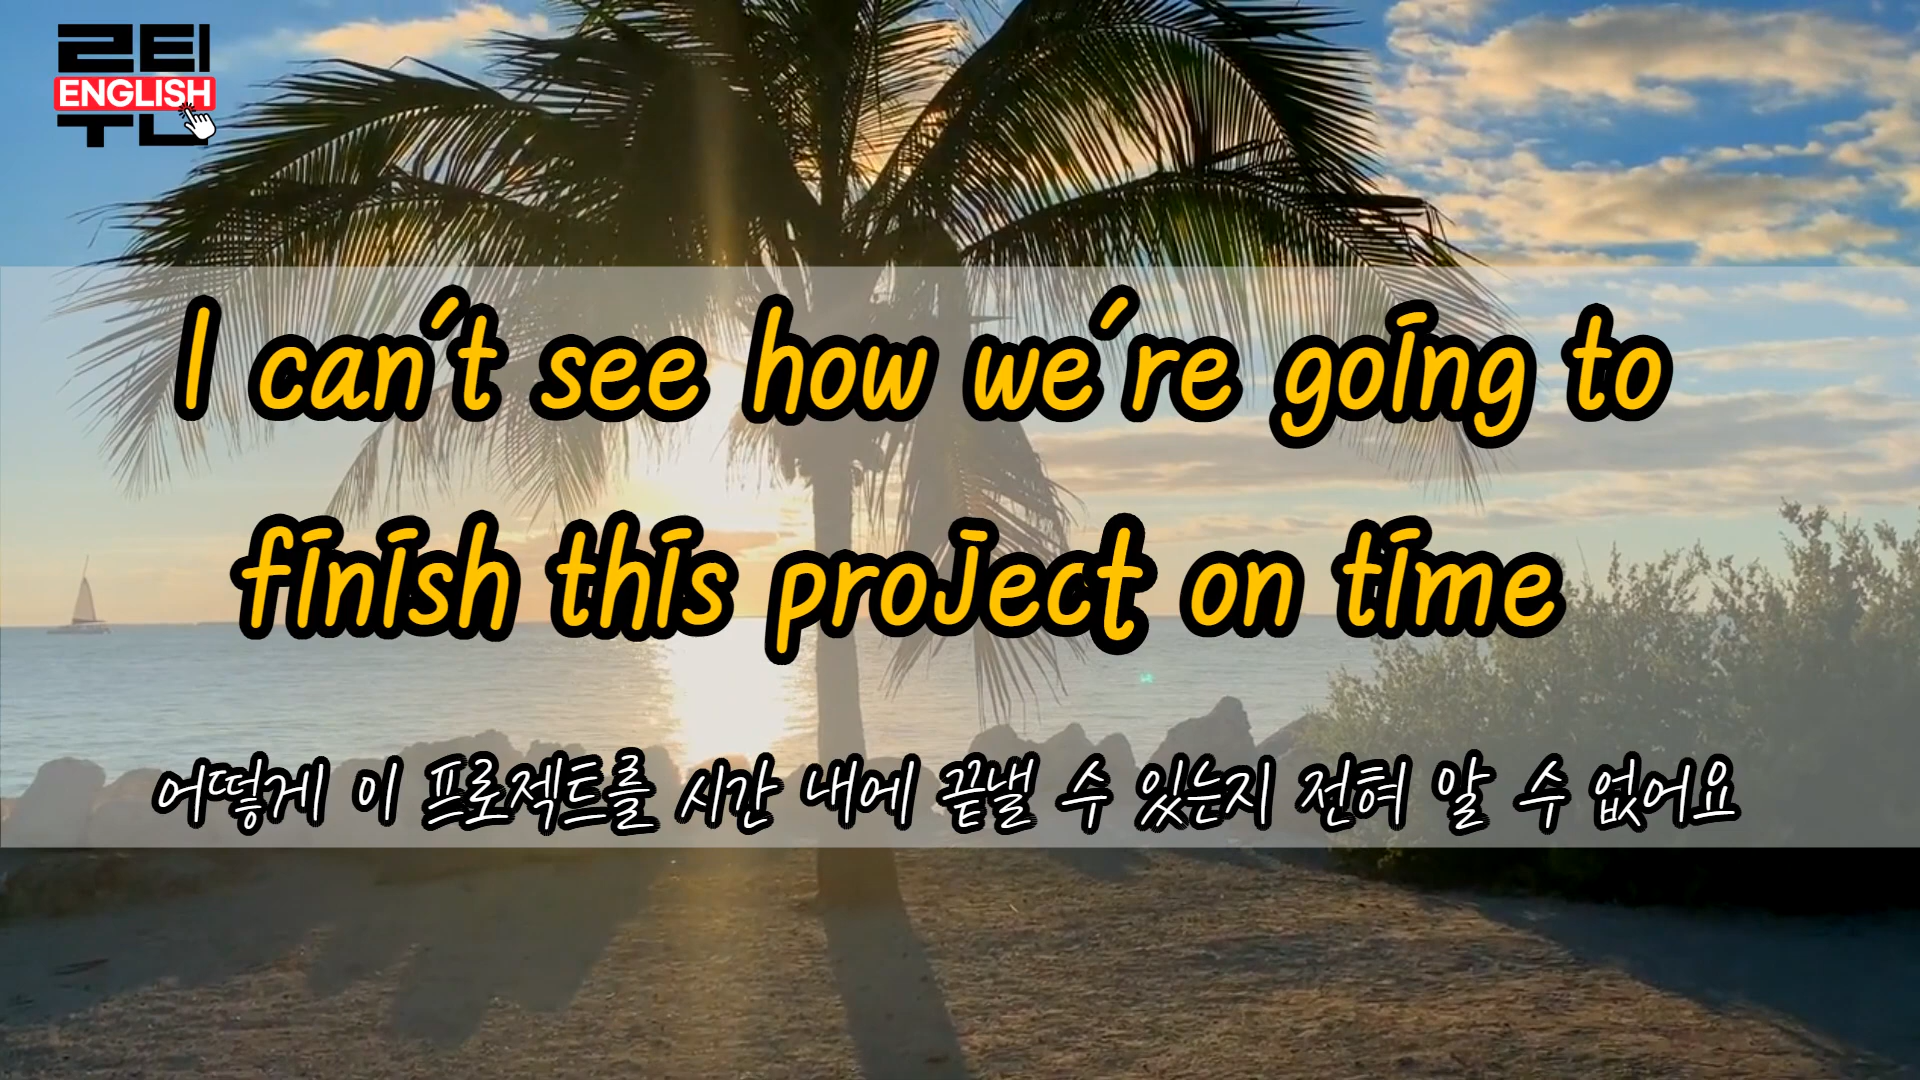 루티
ENGLISH
틴
I can't see how we're going to
finish this project on time
어떻게 이 프로젝트를 시간 내에 끝낼 수 있는지 전혀 알 수 없어요